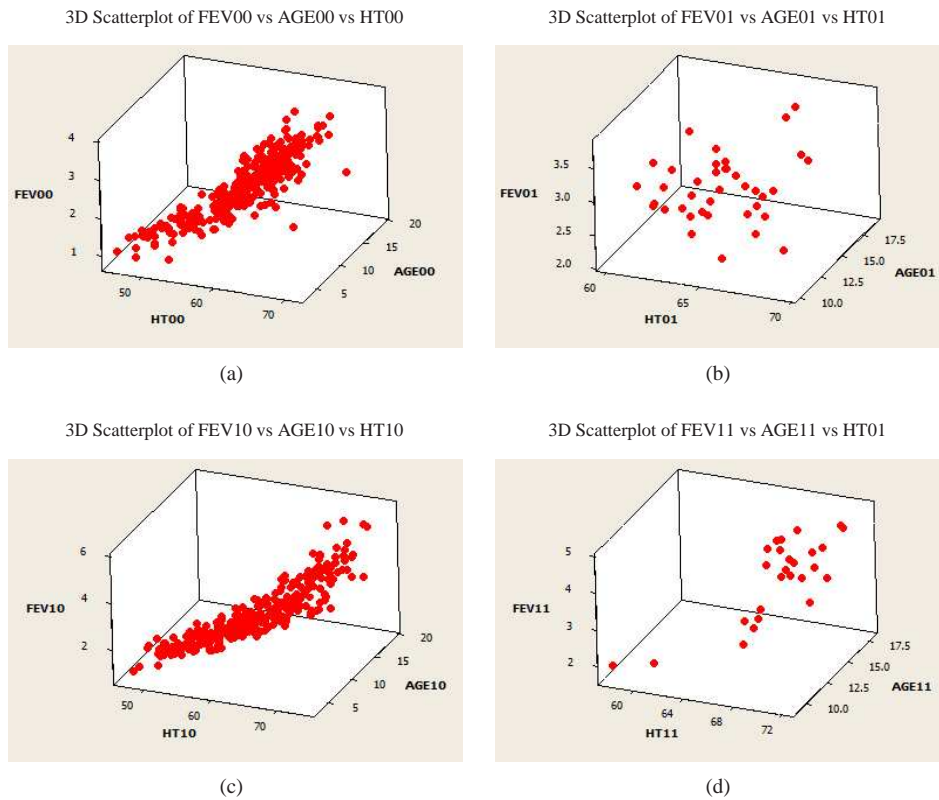 3D Scatterplot of FEV00 vs AGE00 vs HT00
4
3
FEV00
2
1
50
60
HT00
70
5
10
15
20
AGE00
(a)
3D Scatterplot of FEV01 vs AGE01 vs HT01
3.5
FEV01
3.0
2.5
2.0
60
65
HT01
70
10.0
12.5
15.0
17.5
AGE01
(b)
3D Scatterplot of FEV10 vs AGE10 vs HT10
6
FEV10
4
2
50
60
HT10
70
5
10
15
20
AGE10
(c)
3D Scatterplot of FEV11 vs AGE11 vs HT01
5
4
FEV11
3
2
60
64
HT11
68
72
10.0
12.5
15.0
17.5
AGE11
(d)